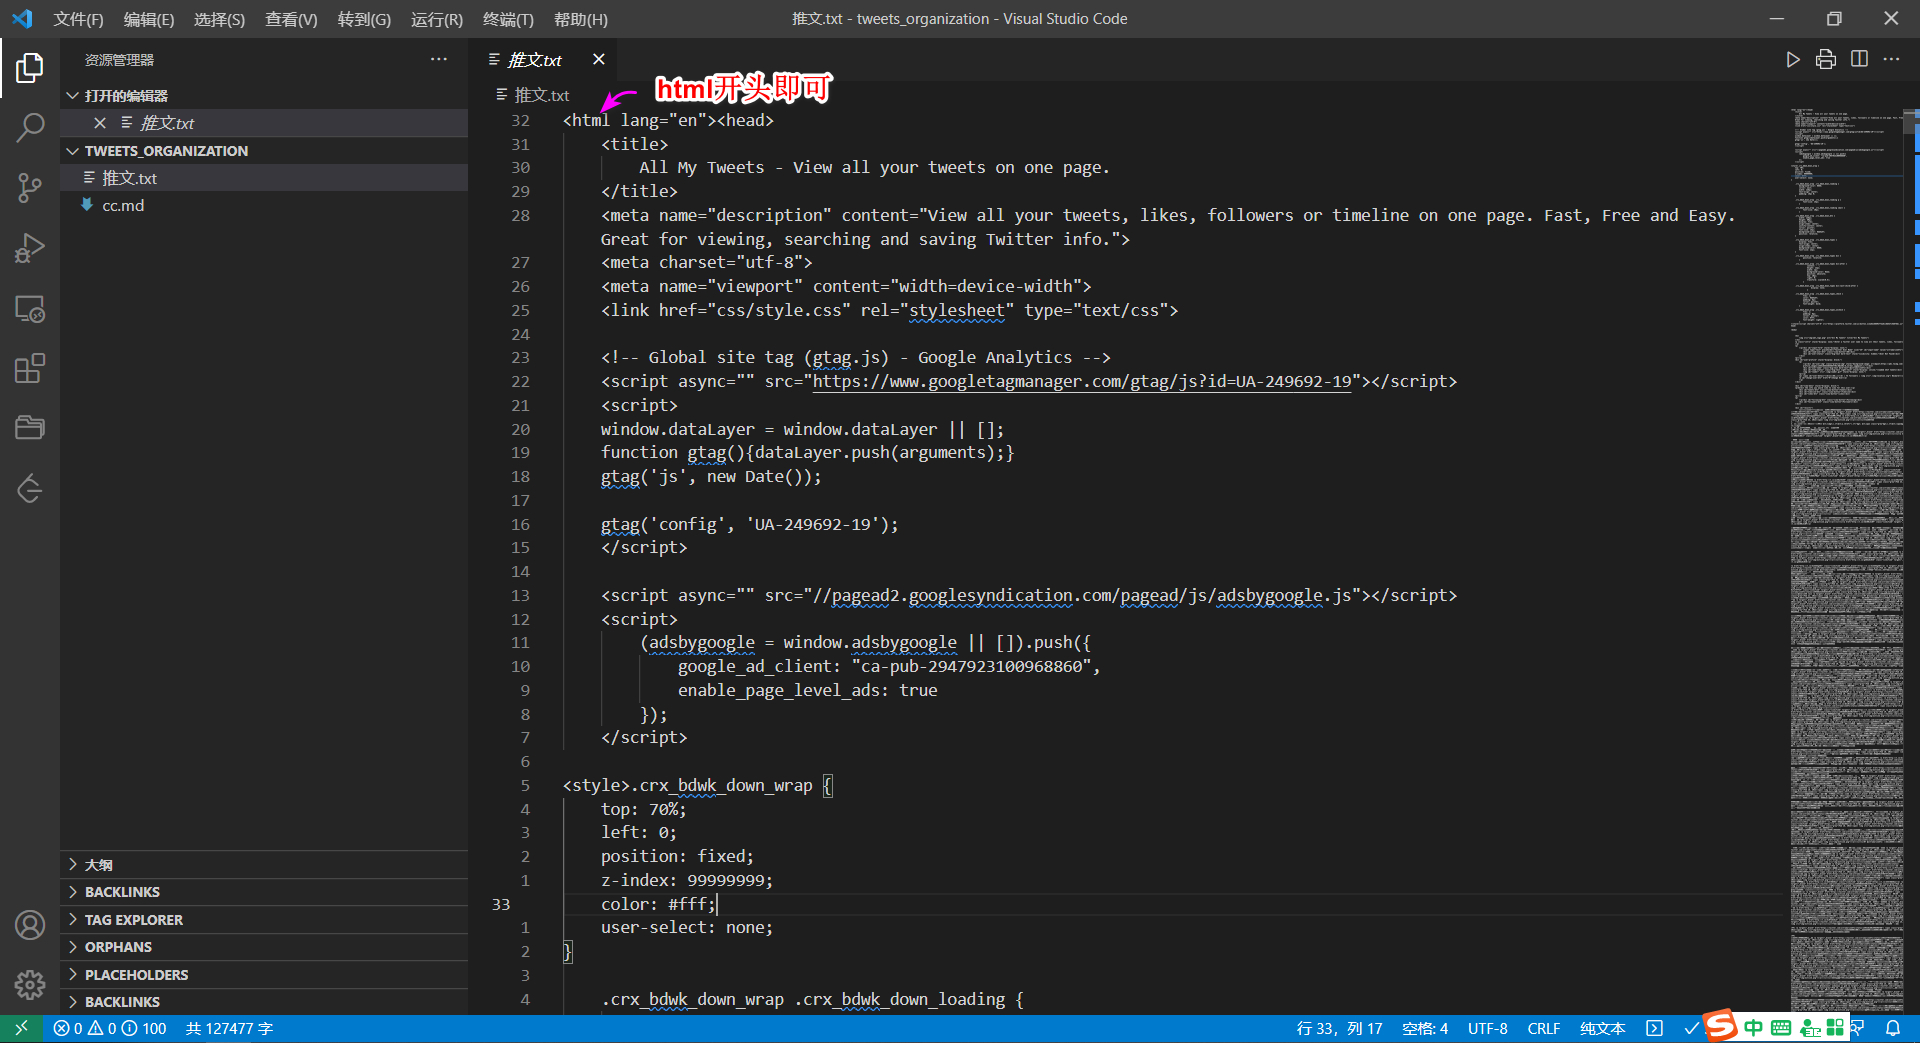 文件(F) 编辑(E) 选择(S) 查看(V) 转到(G) 运行(R) 终端(T) 帮助(H) 推文.txt - tweets_organization - Visual Studio Code
资源管理器
打开的编辑器
推文.txt
TWEETS_ORGANIZATION
推文.txt
cc.md
大纲
BACKLINKS
TAG EXPLORER
ORPHANS
PLACEHOLDERS
BACKLINKS
推文.txt
推文.txt
html开头即可
32 <html lang="en"><head>
31 <title>
30 All My Tweets - View all your tweets on one page.
29 </title>
28 <meta name="description" content="View all your tweets, likes, followers or timeline on one page. Fast, Free and Easy.
Great for viewing, searching and saving Twitter info.">
27 <meta charset="utf-8">
26 <meta name="viewport" content="width=device-width">
25 <link href="css/style.css" rel="stylesheet" type="text/css">
24
23 <!-- Global site tag (gtag.js) - Google Analytics -->
22 <script async="" src="https://www.googletagmanager.com/gtag/js?id=UA-249692-19"></script>
21 <script>
20 window.dataLayer = window.dataLayer || [];
19 function gtag(){dataLayer.push(arguments);}
18 gtag('js', new Date());
17
16 gtag('config', 'UA-249692-19');
15 </script>
14
13 <script async="" src="//pagead2.googlesyndication.com/pagead/js/adsbygoogle.js"></script>
12 <script>
11 (adsbygoogle = window.adsbygoogle || []).push({
10 google_ad_client: "ca-pub-2947923100968860",
9 enable_page_level_ads: true
8 });
7 </script>
6
5 <style>.crx_bdwk_down_wrap {
4 top: 70%;
3 left: 0;
2 position: fixed;
1 z-index: 99999999;
33 color: #fff;
1 user-select: none;
2 }
3
4 .crx_bdwk_down_wrap .crx_bdwk_down_loading {
0 0 100 共 127477 字 行 33，列 17 空格: 4 UTF-8 CRLF 纯文本 中